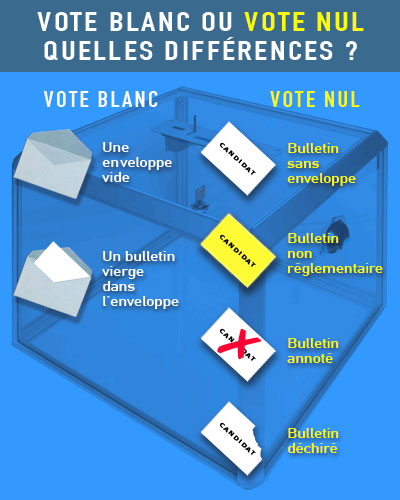 VOTE BLANC OU VOTE NUL
QUELLES DIFFÉRENCES ?
VOTE BLANC
Une
enveloppe
vide
Un bulletin
vierge
dans
l'enveloppe
VOTE NUL
CANDIDAT
Bulletin
sans
enveloppe
CANDIDAT
Bulletin
non
réglementaire
CANDIDAT
Bulletin
annoté
CANDIDAT
Bulletin
déchiré